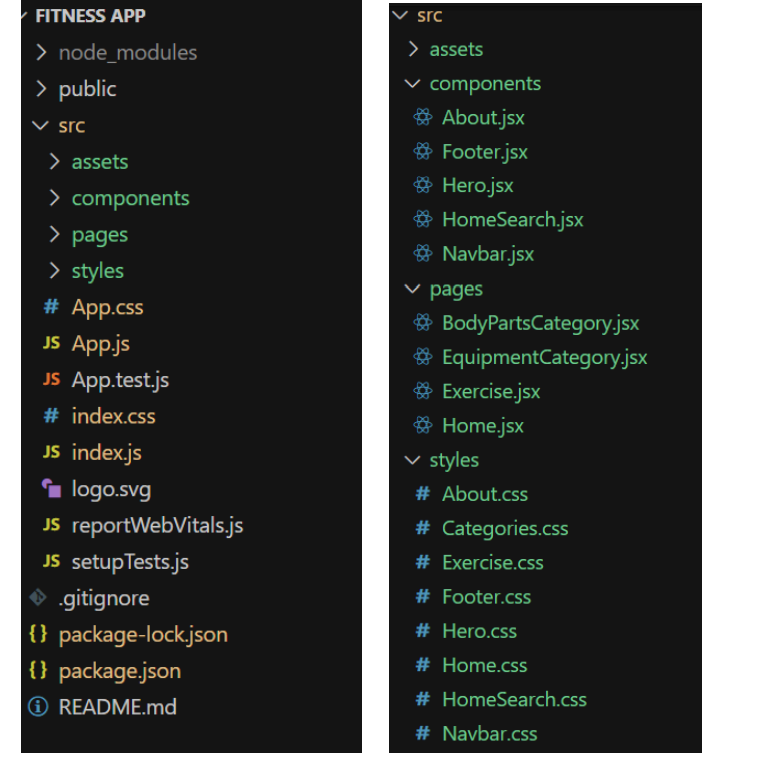 FITNESS APP
node_modules
public
src
assets
components
pages
styles
# App.css
JS App.js
JS App.test.js
# index.css
JS index.js
logo.svg
JS reportWebVitals.js
JS setupTests.js
.gitignore
{} package-lock.json
{} package.json
README.md
src
assets
components
About.jsx
Footer.jsx
Hero.jsx
HomeSearch.jsx
Navbar.jsx
pages
BodyPartsCategory.jsx
EquipmentCategory.jsx
Exercise.jsx
Home.jsx
styles
# About.css
# Categories.css
# Exercise.css
# Footer.css
# Hero.css
# Home.css
# HomeSearch.css
# Navbar.css